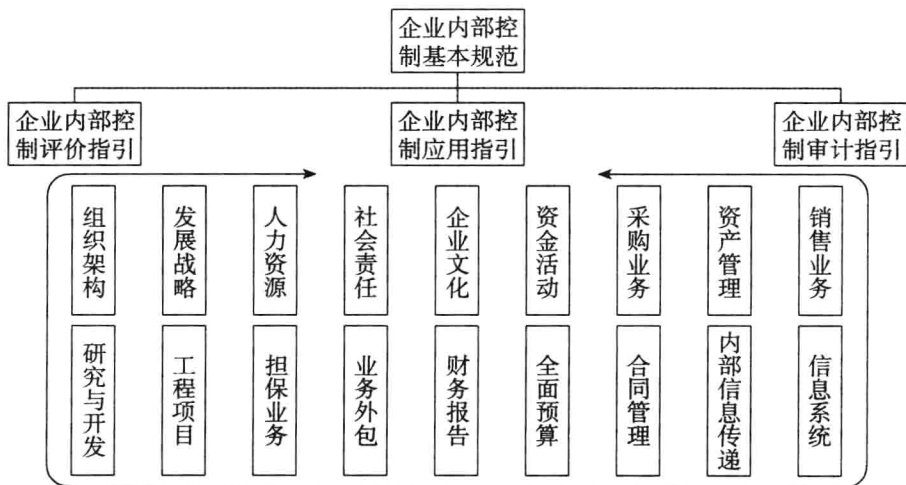 企业内部控
制基本规范
企业内部控
制评价指引
企业内部控
制应用指引
企业内部控
制审计指引
组织架构
发展战略
人力资源
社会责任
企业文化
资金活动
采购业务
资产管理
销售业务
研究与开发
工程项目
担保业务
业务外包
财务报告
全面预算
合同管理
内部信息传递
信息系统